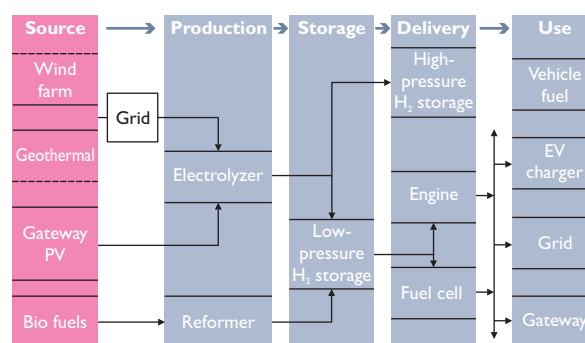 Source
Production
Storage
Delivery
Use
Wind
farm
Grid
Geothermal
Gateway
PV
Bio fuels
Electrolyzer
Reformer
Low-
pressure
H₂ storage
High-
pressure
H₂ storage
Engine
Fuel cell
Vehicle
fuel
EV
charger
Grid
Gateway